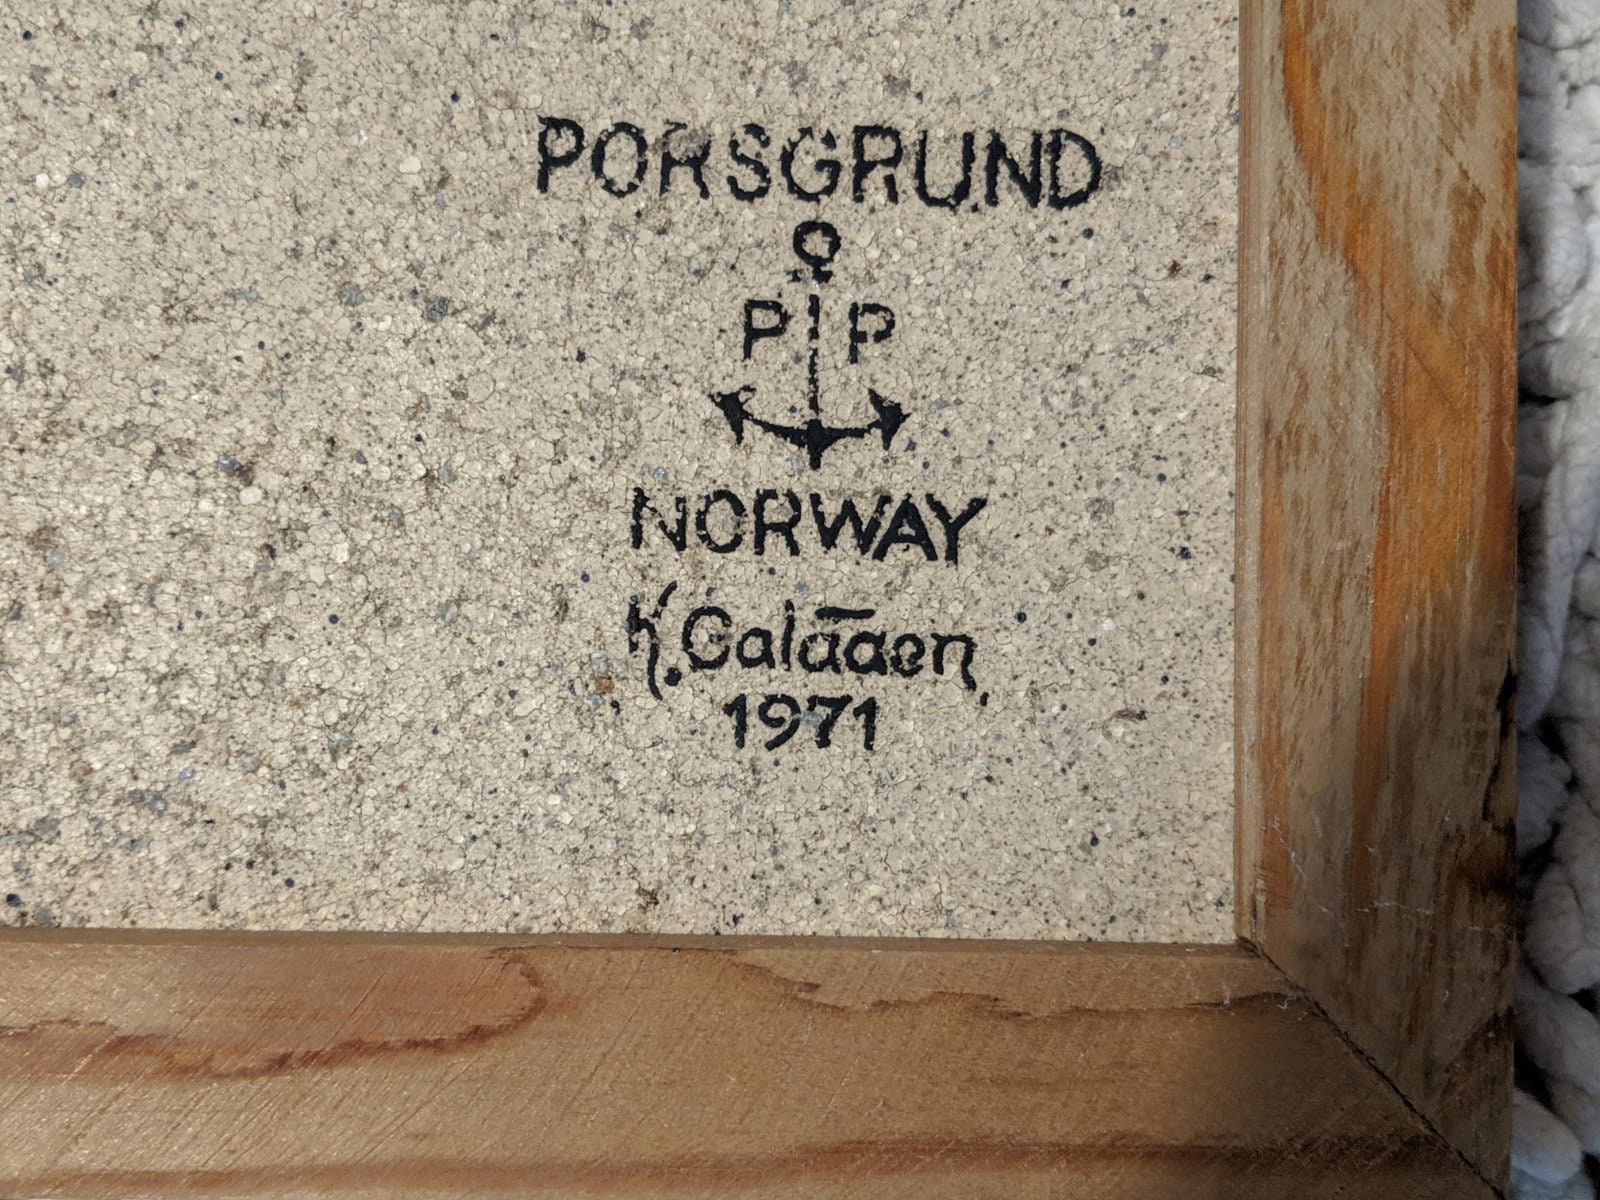 PORSGRUND
P P
NORWAY
K. Galåaen
1971